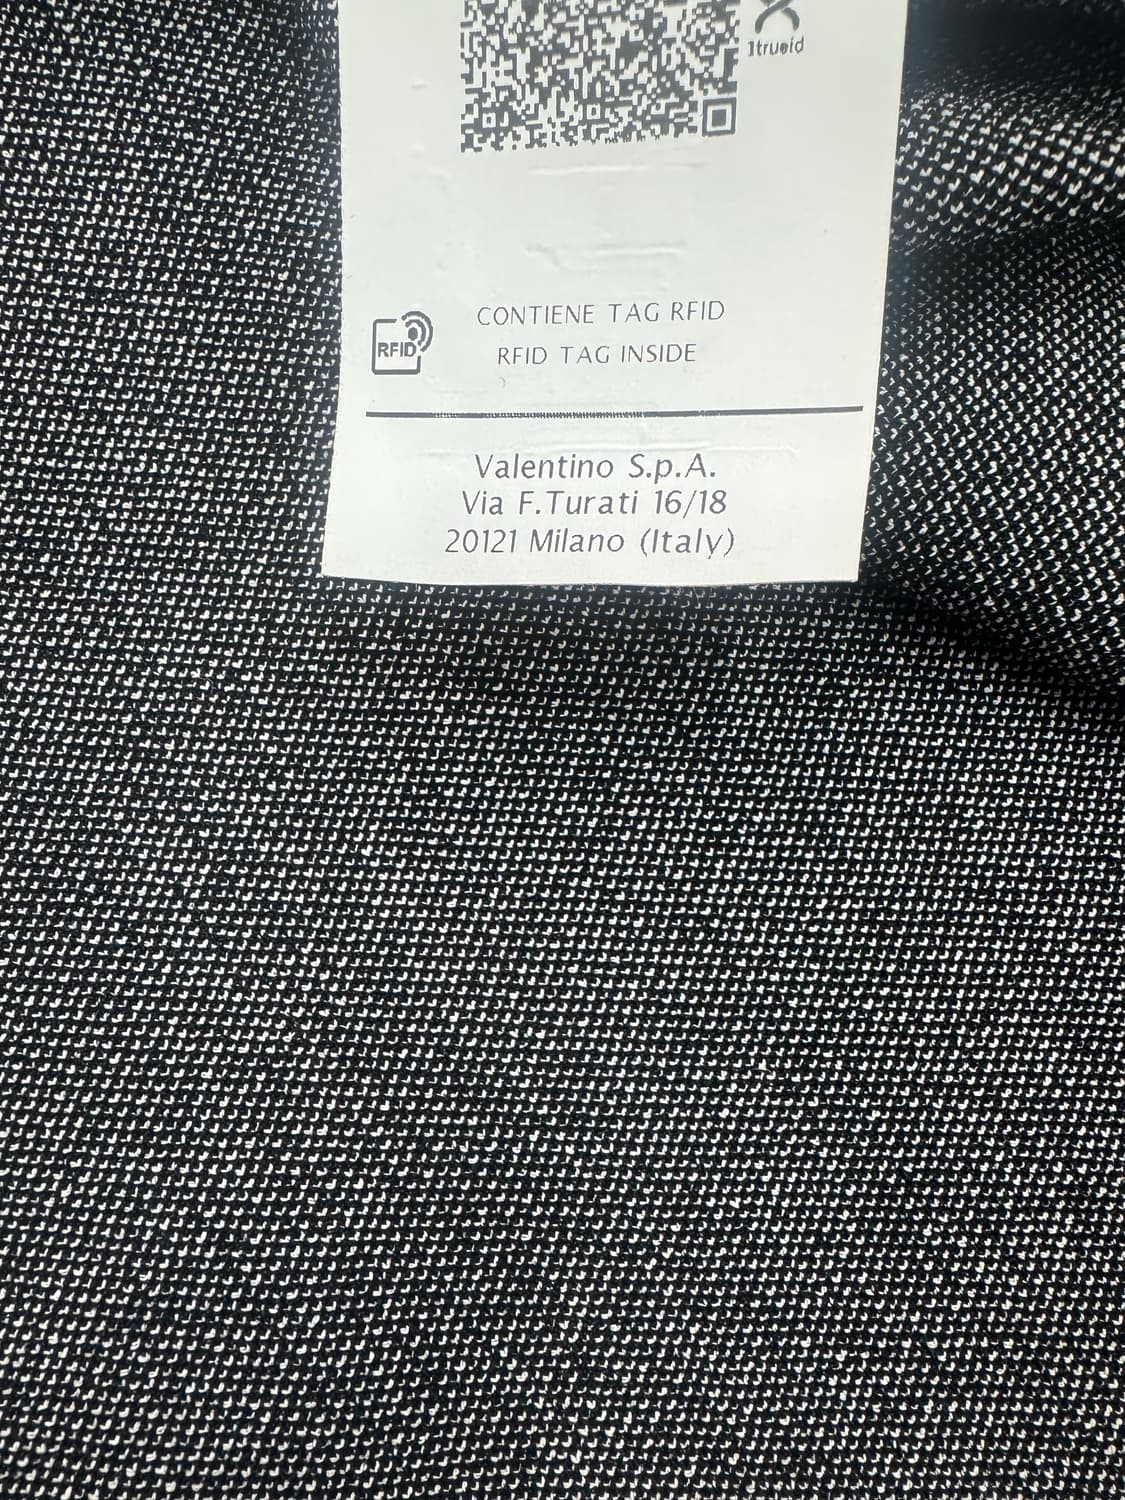 1trueid
CONTIENE TAG RFID
RFID TAG INSIDE
RFID
Valentino S.p.A.
Via F.Turati 16/18
20121 Milano (Italy)